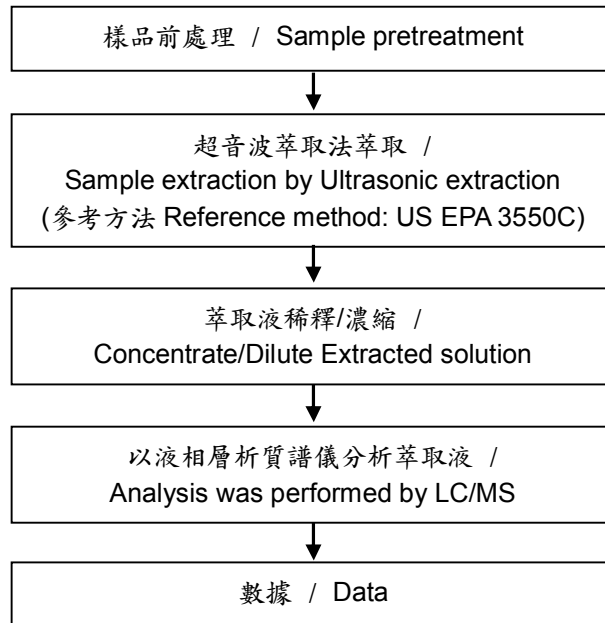 樣品前處理 / Sample pretreatment
超音波萃取法萃取 /
Sample extraction by Ultrasonic extraction
(參考方法 Reference method: US EPA 3550C)
萃取液稀釋/濃縮 /
Concentrate/Dilute Extracted solution
以液相層析質譜儀分析萃取液 /
Analysis was performed by LC/MS
數據 / Data